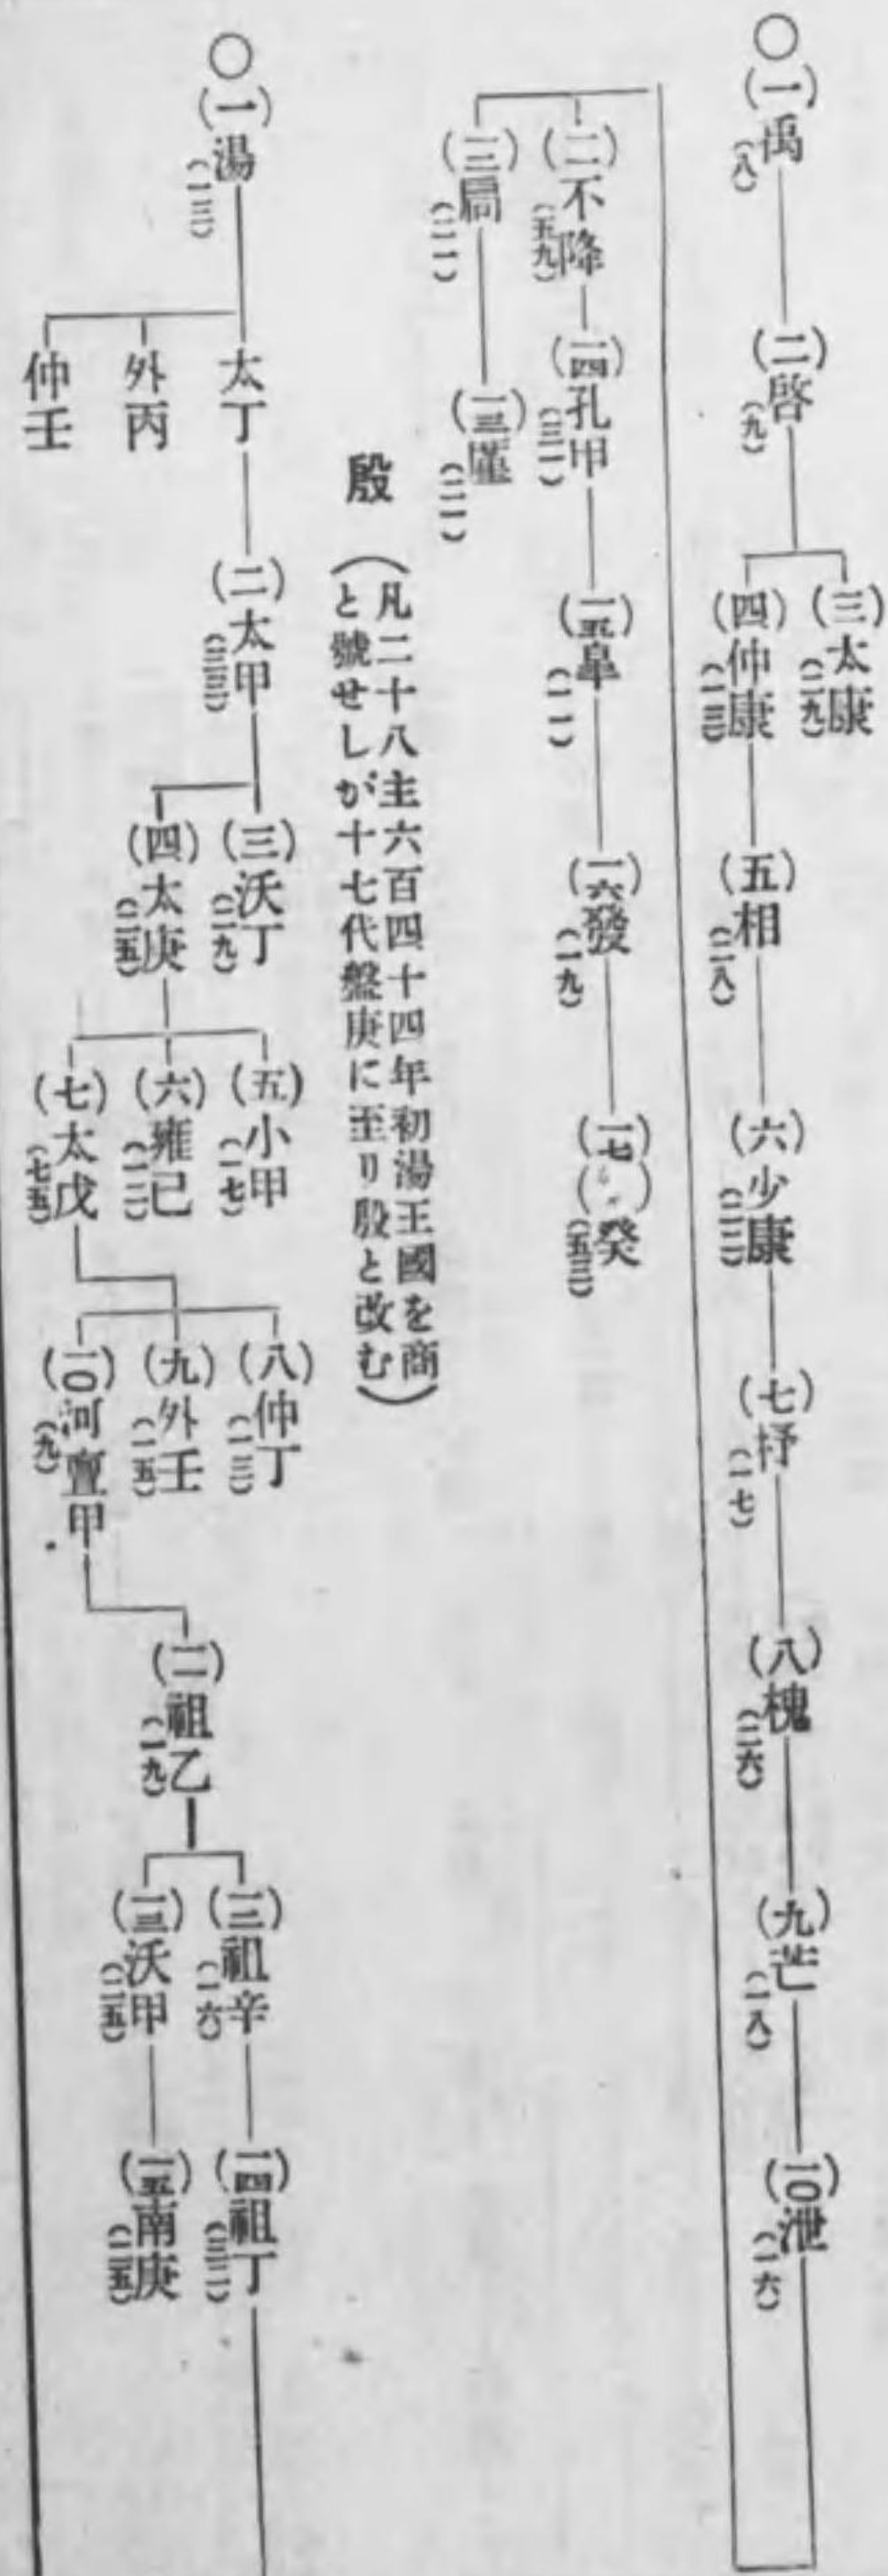 〇(一)禹(八)
(二)啓(九)
(三)太康(二九)
(四)仲康(一三)
(五)相(二八)
(六)少康(二二)
(七)杼(一七)
(八)槐(二六)
(九)芒(一八)
(一〇)泄(一六)
(一一)不降(五九)
(一二)扃(二一)
(一四)孔甲(三一)
(一三)廑(二一)
(一五)皐(一一)
(一六)發(一九)
(一七)癸(五三)
殷(凡二十八主六百四十四年初湯王國を商
と號せしが十七代盤庚に至り殷と改む)
〇(一)湯(一三)
太丁
外丙
仲壬
(二)太甲(三三)
(三)沃丁(二九)
(四)太庚(二五)
(五)小甲(一七)
(六)雍己(一二)
(七)太戊(七五)
(八)仲丁(一三)
(九)外壬(一五)
(一〇)河亶甲(九)
(一一)祖乙(一九)
(一二)祖辛(一六)
(一三)沃甲(二五)
(一四)祖丁(三二)
(一五)南庚(二五)